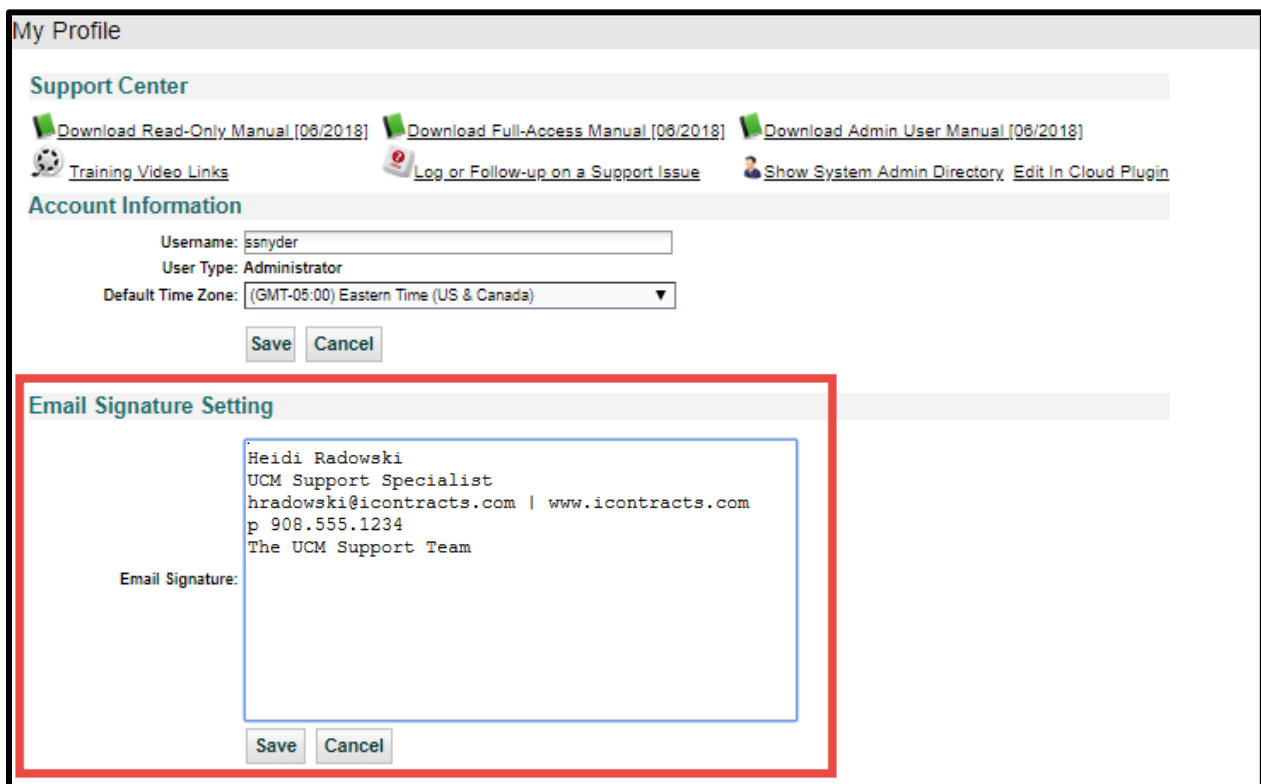 My Profile
Support Center
Download Read-Only Manual [06/2018] Download Full-Access Manual [06/2018] Download Admin User Manual [06/2018]
Training Video Links Log or Follow-up on a Support Issue Show System Admin Directory Edit In Cloud Plugin
Account Information
Username: ssnyder
User Type: Administrator
Default Time Zone: (GMT-05:00) Eastern Time (US & Canada)
Save Cancel
Email Signature Setting
Heidi Radowski
UCM Support Specialist
hradowski@icontracts.com | www.icontracts.com
p 908.555.1234
The UCM Support Team
Email Signature:
Save Cancel